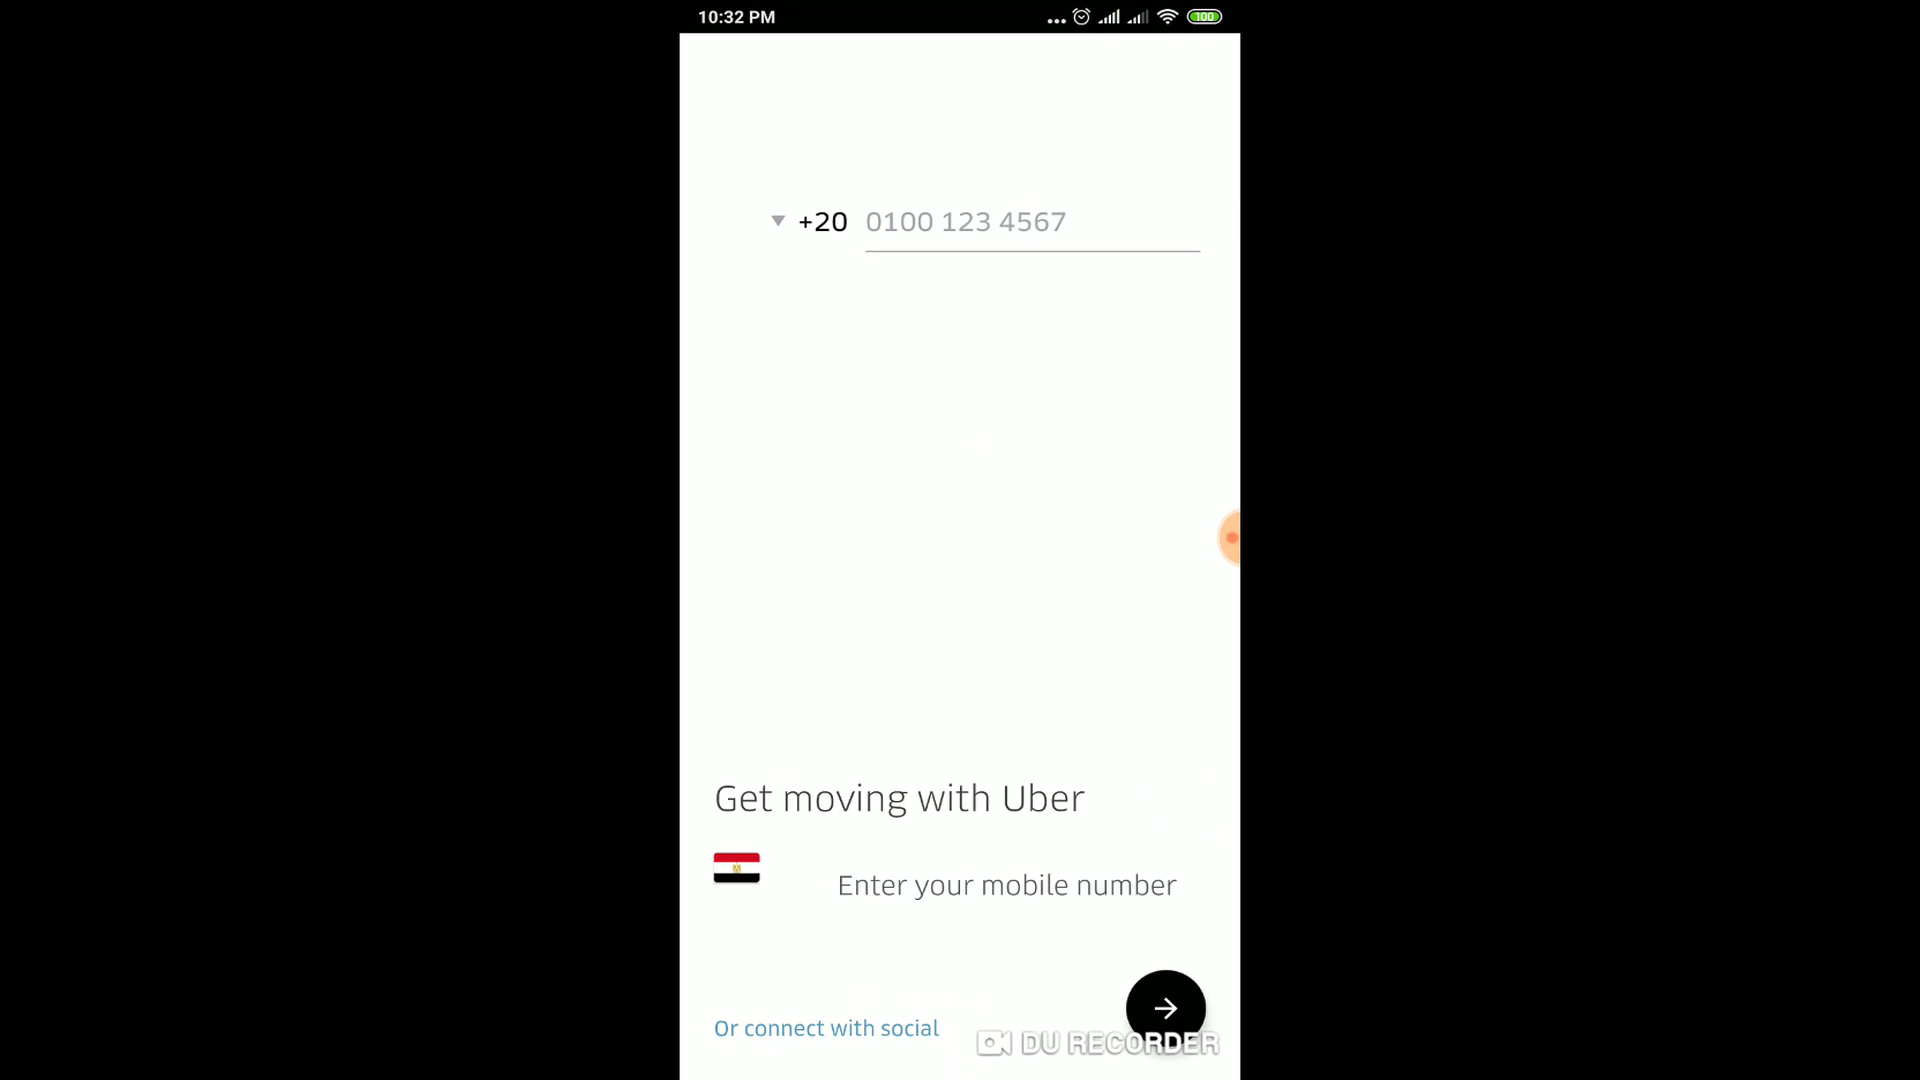 10:32 PM
100
+20 0100 123 4567
Get moving with Uber
Enter your mobile number
Or connect with social
DU RECORDER